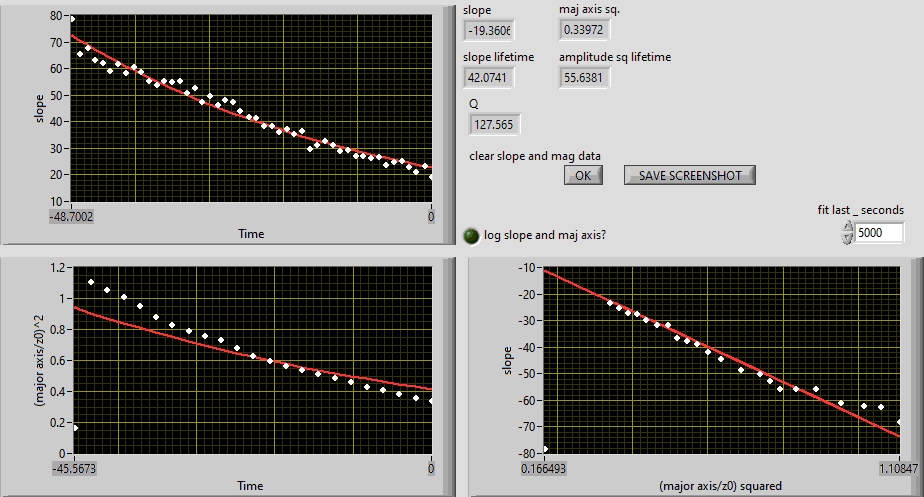 slope
-19.3606
maj axis sq.
0.33972
slope lifetime
42.0741
amplitude sq lifetime
55.6381
Q
127.565
clear slope and mag data
OK
SAVE SCREENSHOT
fit last _ seconds
5000
log slope and maj axis?
80
70
60
50
40
30
20
10
slope
-48.7002
0
Time
1.2
1
0.8
0.6
0.4
0.2
0
(major axis/z0)^2
-45.5673
0
Time
-10
-20
-30
-40
-50
-60
-70
-80
slope
0.166493
1.10847
(major axis/z0) squared